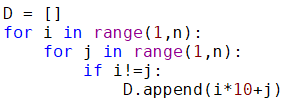 D = []
for i in range(1,n):
    for j in range(1,n):
        if i!=j:
            D.append(i*10+j)